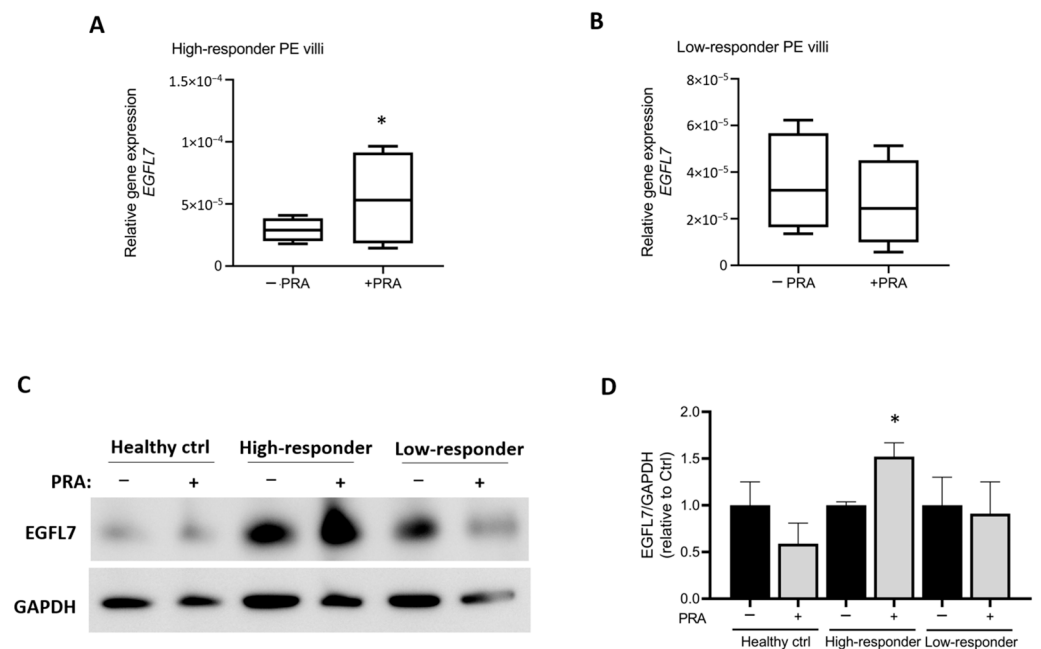 A
High-responder PE villi
Relative gene expression
EGFL7
1.5×10⁻⁴
1×10⁻⁴
5×10⁻⁵
0
*
− PRA
+PRA
B
Low-responder PE villi
Relative gene expression
EGFL7
8×10⁻⁵
6×10⁻⁵
4×10⁻⁵
2×10⁻⁵
0
− PRA
+PRA
C
Healthy ctrl High-responder Low-responder
PRA: − + − + − +
EGFL7
GAPDH
D
EGFL7/GAPDH
(relative to Ctrl)
2.0
1.5
1.0
0.5
0.0
*
PRA − + − + − +
Healthy ctrl High-responder Low-responder